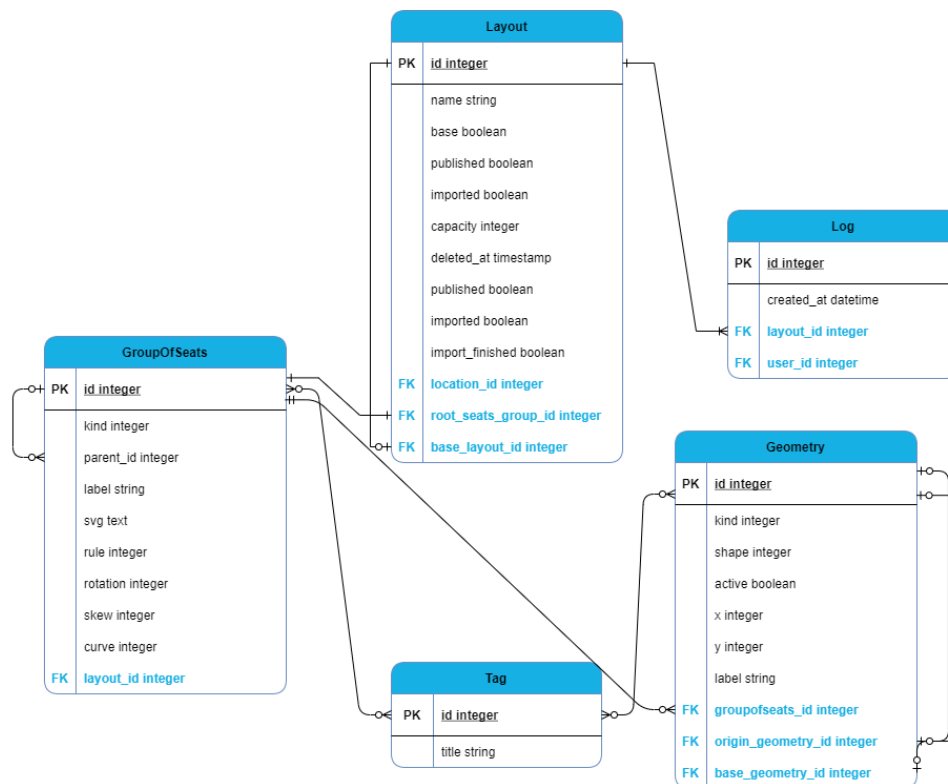 Layout
PK id integer
name string
base boolean
published boolean
imported boolean
capacity integer
deleted_at timestamp
published boolean
imported boolean
import_finished boolean
FK location_id integer
FK root_seats_group_id integer
FK base_layout_id integer
Log
PK id integer
created_at datetime
FK layout_id integer
FK user_id integer
GroupOfSeats
PK id integer
kind integer
parent_id integer
label string
svg text
rule integer
rotation integer
skew integer
curve integer
FK layout_id integer
Geometry
PK id integer
kind integer
shape integer
active boolean
x integer
y integer
label string
FK groupofseats_id integer
FK origin_geometry_id integer
FK base_geometry_id integer
Tag
PK id integer
title string